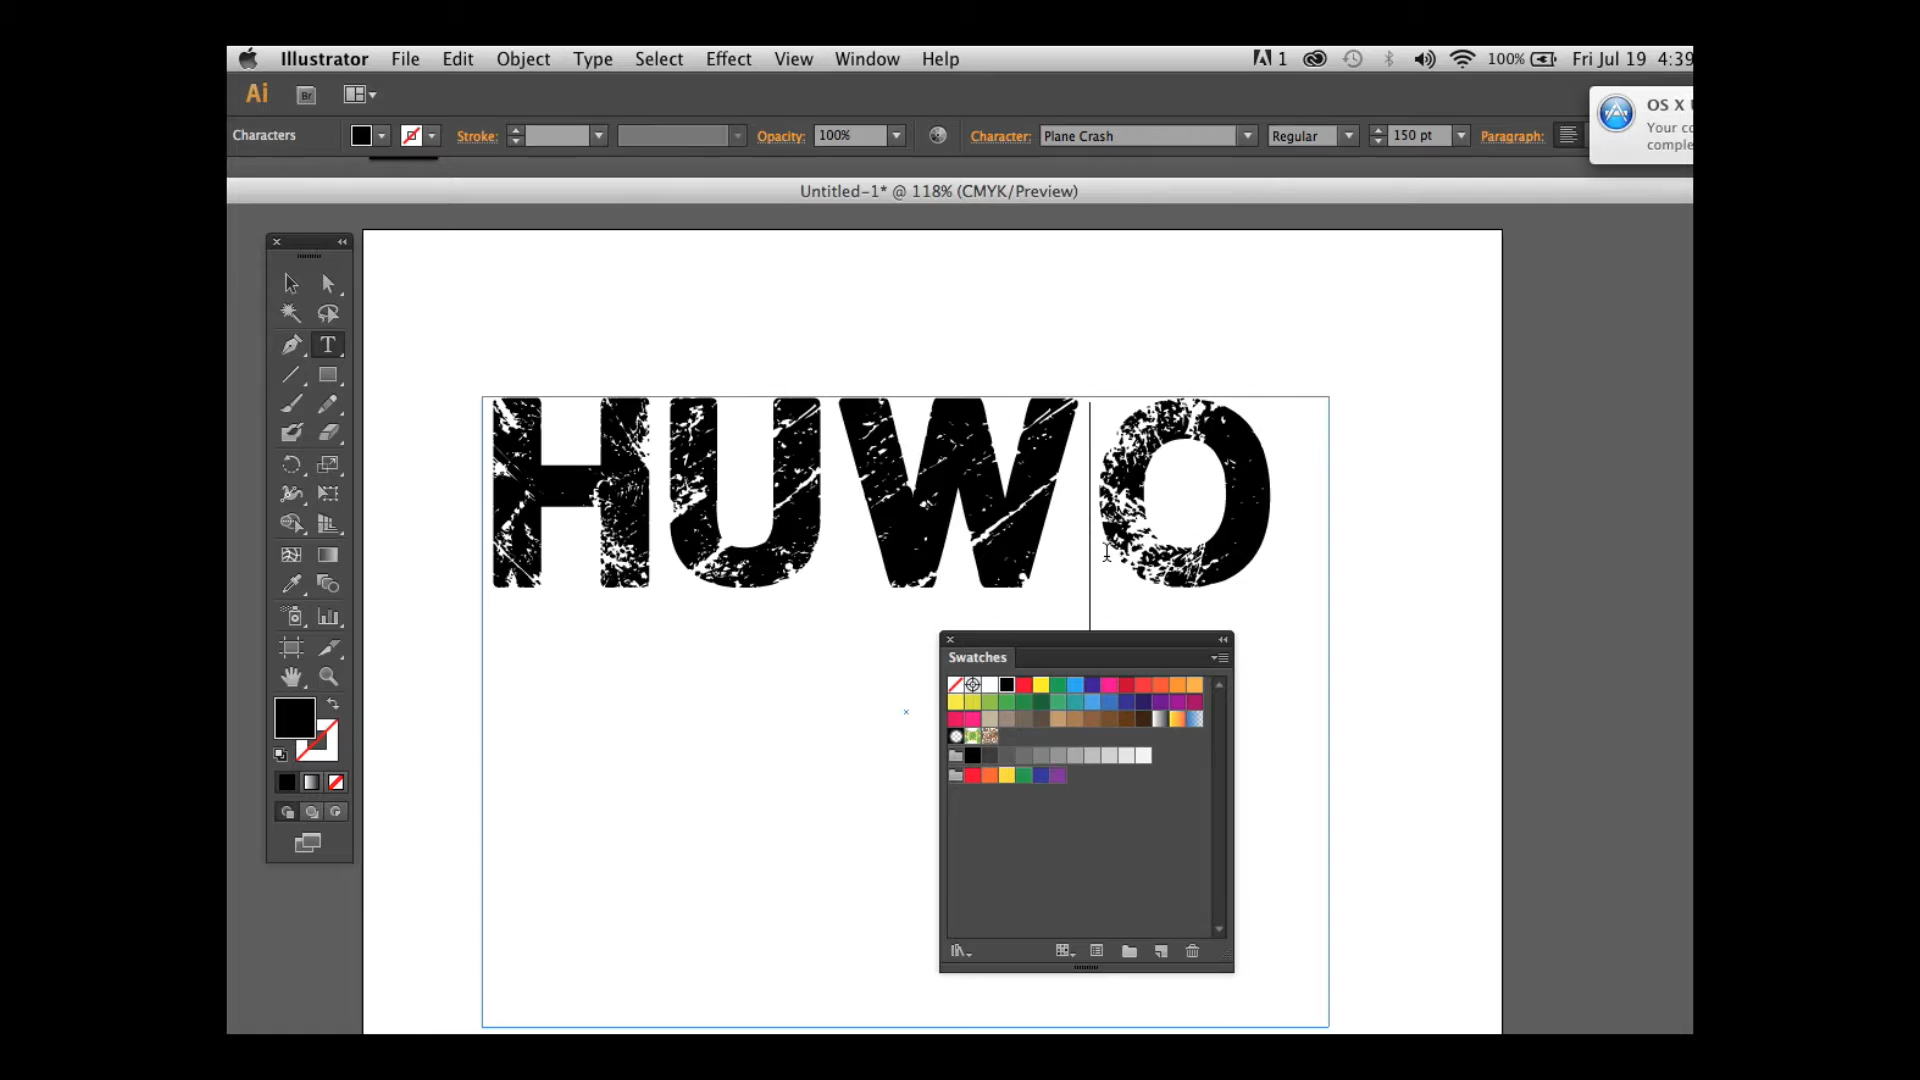 Illustrator File Edit Object Type Select Effect View Window Help 1 100% Fri Jul 19 4:39
Ai Br
OS X
Characters Stroke: Opacity: 100% Character: Plane Crash Regular 150 pt Paragraph:
Your
comple
Untitled-1* @ 118% (CMYK/Preview)
T
HUWO
Swatches